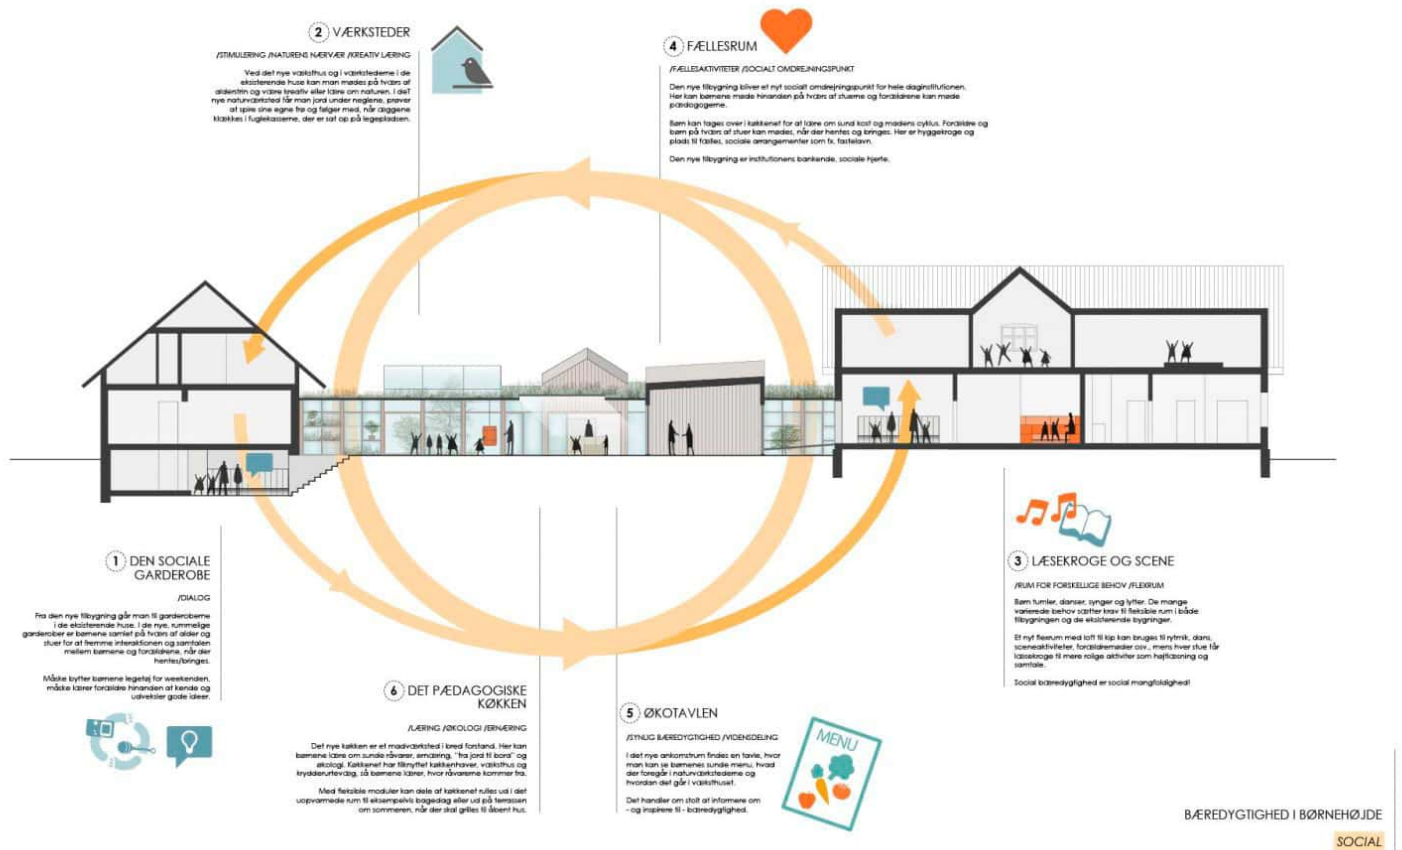 2 VÆRKSTEDER
/STIMULERING /NATURENS NÆRVÆR /KREATIV LÆRING
Ved det nye væksthus og i værkstederne i de
eksisterende huse kan man mødes på tværs af
alderstrin og være kreativ eller lære om naturen. I det
nye naturværksted får man jord under neglene, prøver
at spire sine egne frø og følger med, når æggene
klækkes i fuglekasserne, der er sat op på legepladsen.
4 FÆLLESRUM
/FÆLLESAKTIVITETER /SOCIALT OMDREJNINGSPUNKT
Den nye tilbygning bliver et nyt socialt omdrejningspunkt for hele daginstitutionen.
Her kan børnene møde hinanden på tværs af stuerne og forældrene kan møde
pædagogerne.
Børn kan tages over i køkkenet for at lære om sund kost og madens cyklus. Forældre og
børn på tværs af stuer kan mødes, når der hentes og bringes. Her er hyggekroge og
plads til fælles, sociale arrangementer som fx. fastelavn.
Den nye tilbygning er institutionens bankende, sociale hjerte.
1 DEN SOCIALE
GARDEROBE
/DIALOG
Fra den nye tilbygning går man til garderoberne
i de eksisterende huse. I de nye, rummelige
garderober er børnene samlet på tværs af alder og
stuer for at fremme interaktionen og samtalen
mellem børnene og forældrene, når der
hentes/bringes.
Måske bytter børnene legetøj for weekenden,
måske lærer forældre hinanden at kende og
udveksler gode ideer.
3 LÆSEKROGE OG SCENE
/RUM FOR FORSKELLIGE BEHOV /FLEXRUM
Børn tumler, danser, synger og lytter. De mange
varierede behov sætter krav til fleksible rum i både
tilbygningen og de eksisterende bygninger.
Et nyt flexrum med loft til kip kan bruges til rytmik, dans,
sceneaktiviteter, forældremøder osv., mens hver stue får
læsekroge til mere rolige aktiviter som højtlæsning og
samtale.
Social bæredygtighed er social mangfoldighed!
6 DET PÆDAGOGISKE
KØKKEN
/LÆRING /ØKOLOGI /ERNÆRING
Det nye køkken er et madværksted i bred forstand. Her kan
børnene lære om sunde råvarer, ernæring, "fra jord til bord" og
økologi. Køkkenet har tilknyttet køkkenhaver, væksthus og
krydderurtevæg, så børnene lærer, hvor råvarerne kommer fra.
Med fleksible moduler kan dele af køkkenet rulles ud i det
uopvarmede rum til eksempelvis bagedag eller ud på terrassen
om sommeren, når der skal grilles til åbent hus.
5 ØKOTAVLEN
/SYNLIG BÆREDYGTIGHED /VIDENSDELING
I det nye ankomstrum findes en tavle, hvor
man kan se børnenes sunde menu, hvad
der foregår i naturværkstederne og
hvordan det går i væksthuset.
Det handler om stolt at informere om
- og inspirere til - bæredygtighed.
MENU
BÆREDYGTIGHED I BØRNEHØJDE
SOCIAL